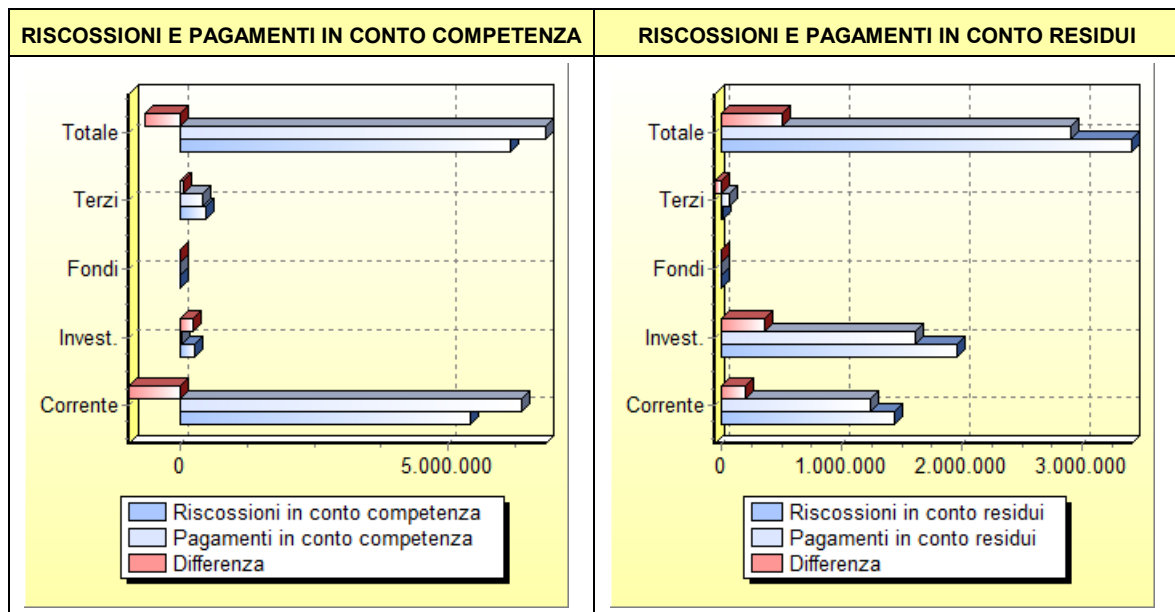 RISCOSSIONI E PAGAMENTI IN CONTO COMPETENZA
Totale
Terzi
Fondi
Invest.
Corrente
0 5.000.000
Riscossioni in conto competenza
Pagamenti in conto competenza
Differenza
RISCOSSIONI E PAGAMENTI IN CONTO RESIDUI
Totale
Terzi
Fondi
Invest.
Corrente
0 1.000.000 2.000.000 3.000.000
Riscossioni in conto residui
Pagamenti in conto residui
Differenza